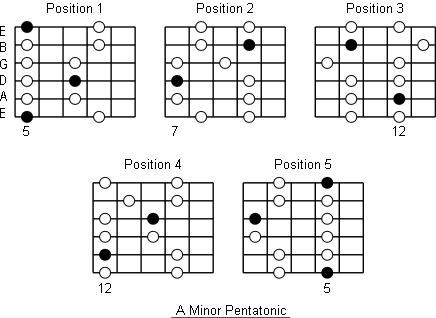 Position 1
Position 2
Position 3
E
B
G
D
A
E
5
7
12
Position 4
Position 5
12
5
A Minor Pentatonic